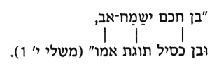 "בן חכם ישמח-אב,
ובן כסיל תוגת אמו" (משלי י' 1).